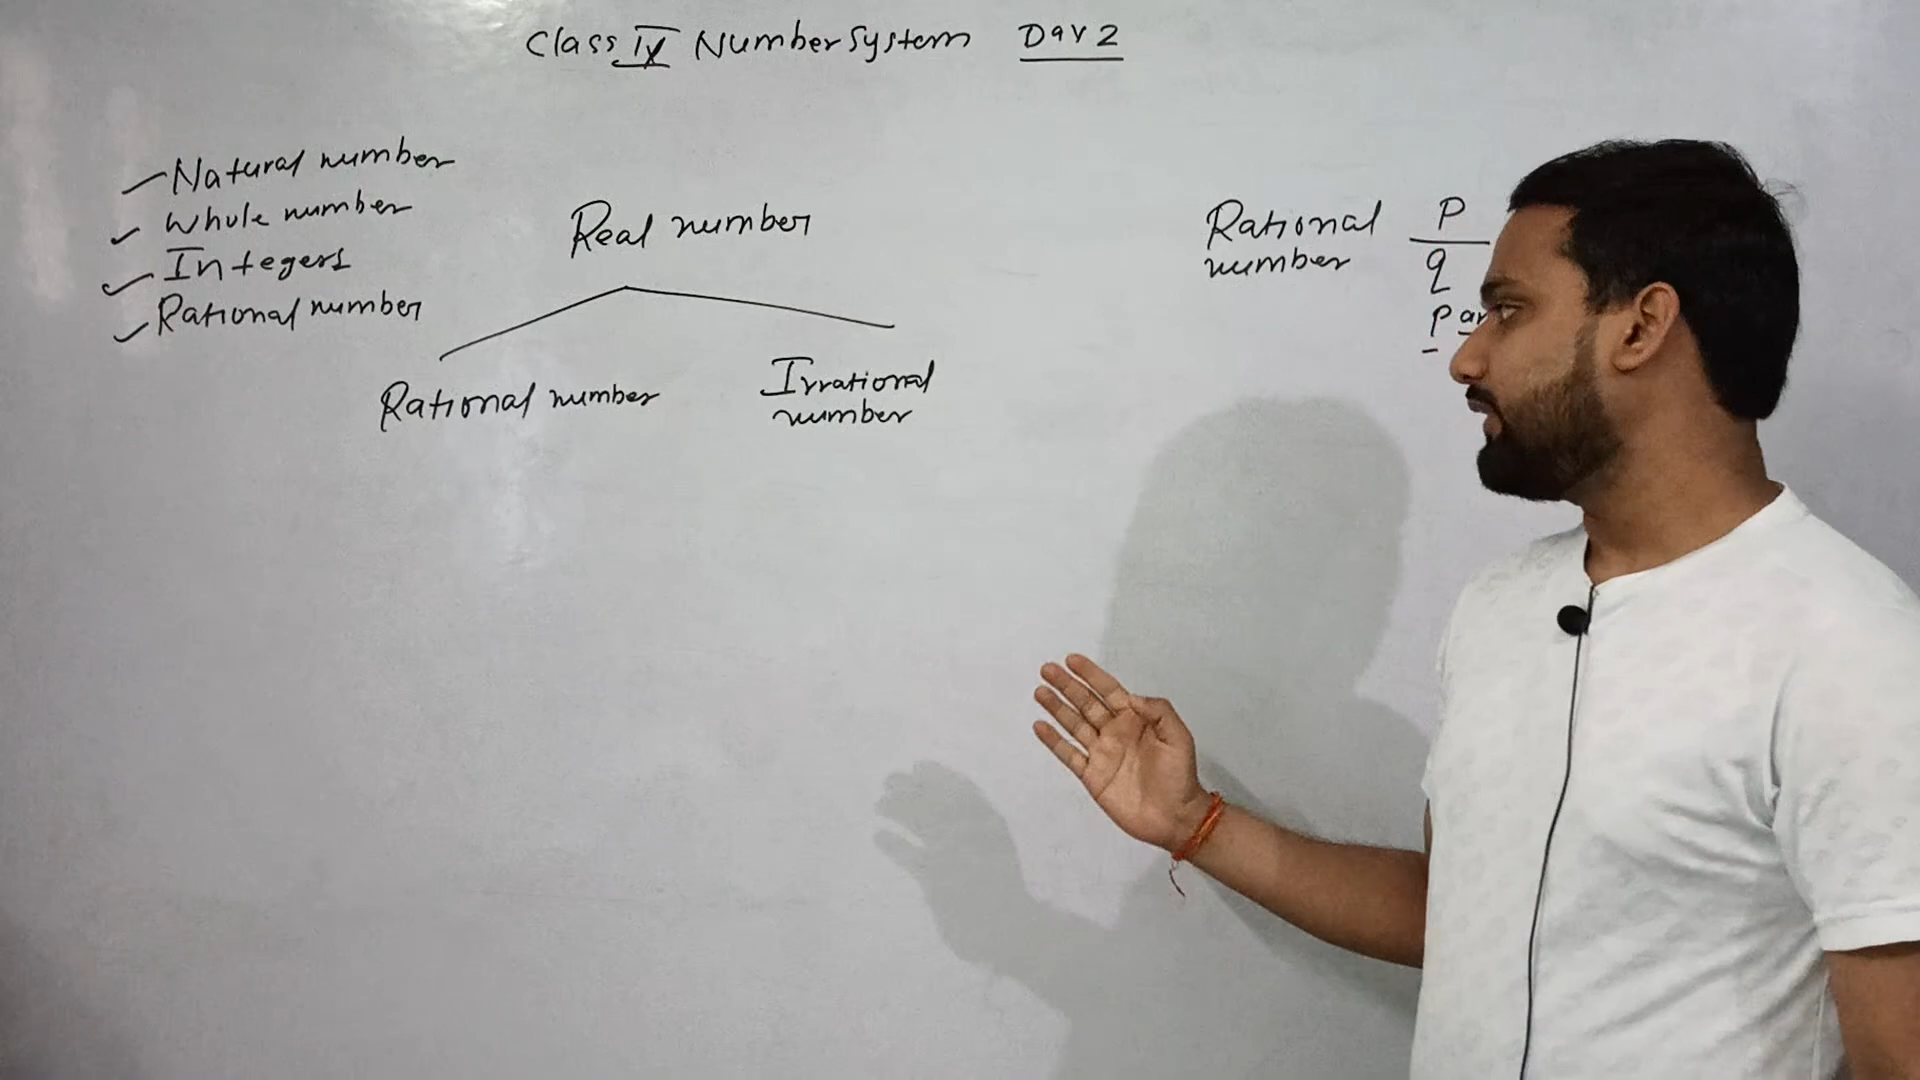 Class IX Number System Day 2
Natural number
Whole number
Integers
Rational number
Real number
Rational number
Irrational
number
Rational
number
P
q
P